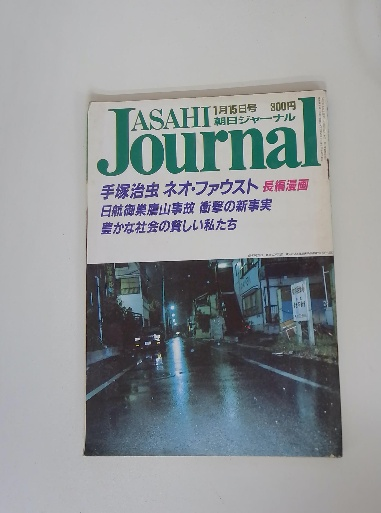 ASAHI
1月15日号 300円
朝日ジャーナル
Journal
手塚治虫 ネオ・ファウスト 長編漫画
日航御巣鷹山事故 衝撃の新事実
豊かな社会の貧しい私たち